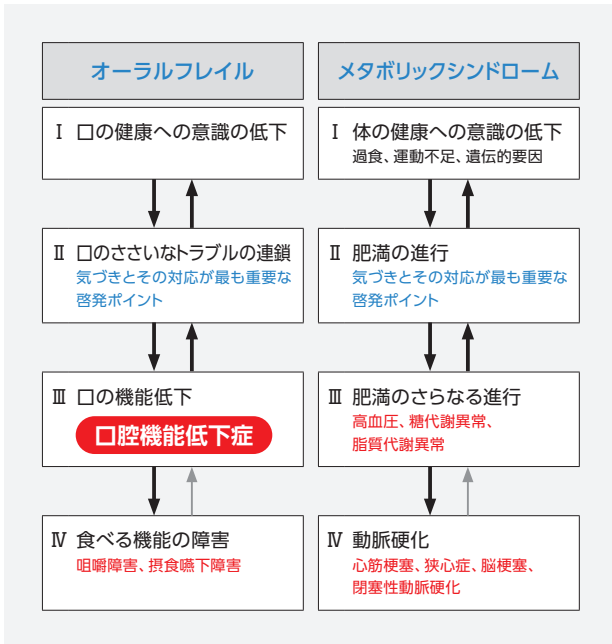 オーラルフレイル
Ⅰ 口の健康への意識の低下
Ⅱ 口のささいなトラブルの連鎖
気づきとその対応が最も重要な
啓発ポイント
Ⅲ 口の機能低下
口腔機能低下症
Ⅳ 食べる機能の障害
咀嚼障害、摂食嚥下障害
メタボリックシンドローム
Ⅰ 体の健康への意識の低下
過食、運動不足、遺伝的要因
Ⅱ 肥満の進行
気づきとその対応が最も重要な
啓発ポイント
Ⅲ 肥満のさらなる進行
高血圧、糖代謝異常、
脂質代謝異常
Ⅳ 動脈硬化
心筋梗塞、狭心症、脳梗塞、
閉塞性動脈硬化